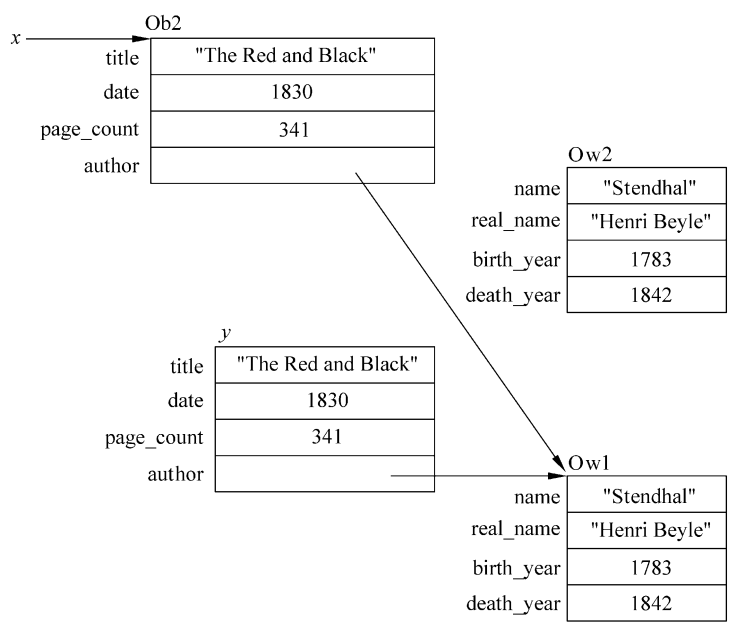 Ob2
x
title "The Red and Black"
date 1830
page_count 341
author
Ow2
name "Stendhal"
real_name "Henri Beyle"
birth_year 1783
death_year 1842
y
title "The Red and Black"
date 1830
page_count 341
author
Ow1
name "Stendhal"
real_name "Henri Beyle"
birth_year 1783
death_year 1842